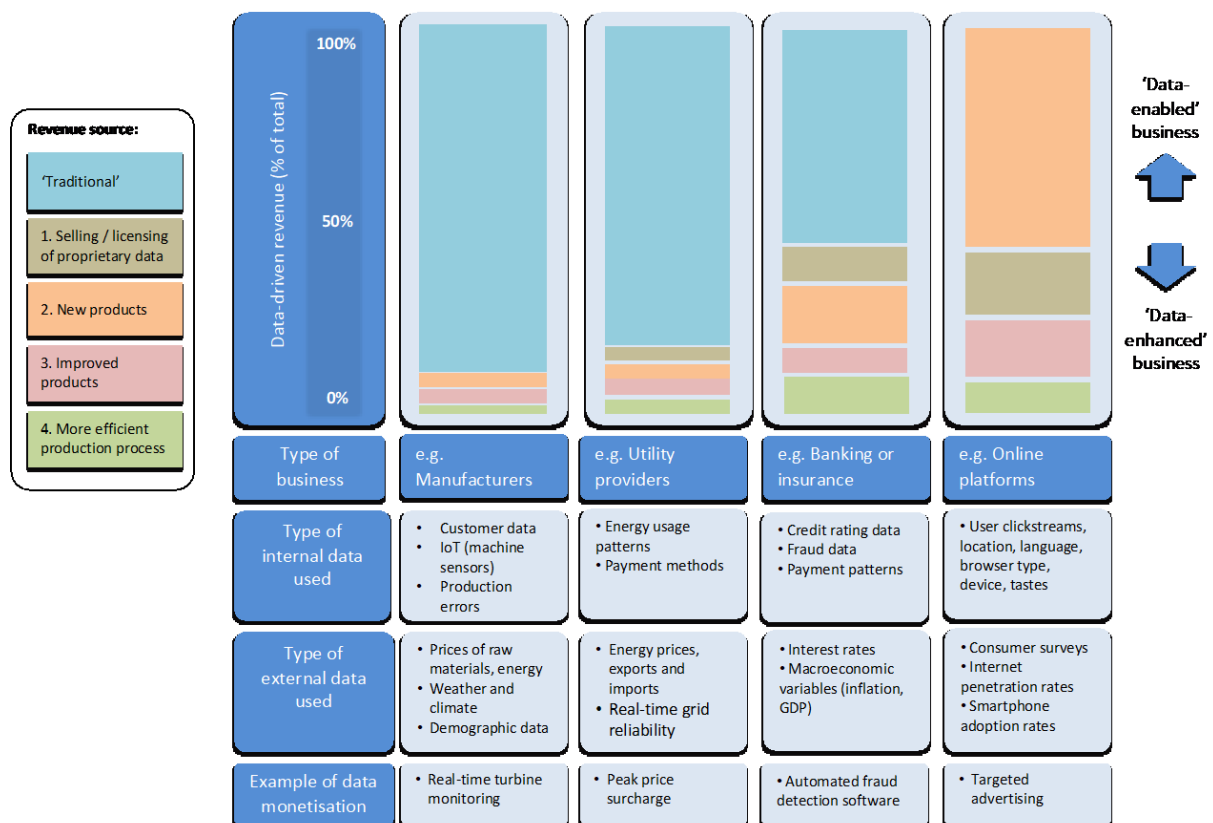 Revenue source:
'Traditional'
1. Selling / licensing
of proprietary data
2. New products
3. Improved
products
4. More efficient
production process
Data-driven revenue (% of total)
100%
50%
0%
'Data-
enabled'
business
'Data-
enhanced'
business
Type of
business
e.g.
Manufacturers
e.g. Utility
providers
e.g. Banking or
insurance
e.g. Online
platforms
Type of
internal data
used
• Customer data
• IoT (machine
sensors)
• Production
errors
• Energy usage
patterns
• Payment methods
• Credit rating data
• Fraud data
• Payment patterns
• User clickstreams,
location, language,
browser type,
device, tastes
Type of
external data
used
• Prices of raw
materials, energy
• Weather and
climate
• Demographic data
• Energy prices,
exports and
imports
• Real-time grid
reliability
• Interest rates
• Macroeconomic
variables (inflation,
GDP)
• Consumer surveys
• Internet
penetration rates
• Smartphone
adoption rates
Example of data
monetisation
• Real-time turbine
monitoring
• Peak price
surcharge
• Automated fraud
detection software
• Targeted
advertising